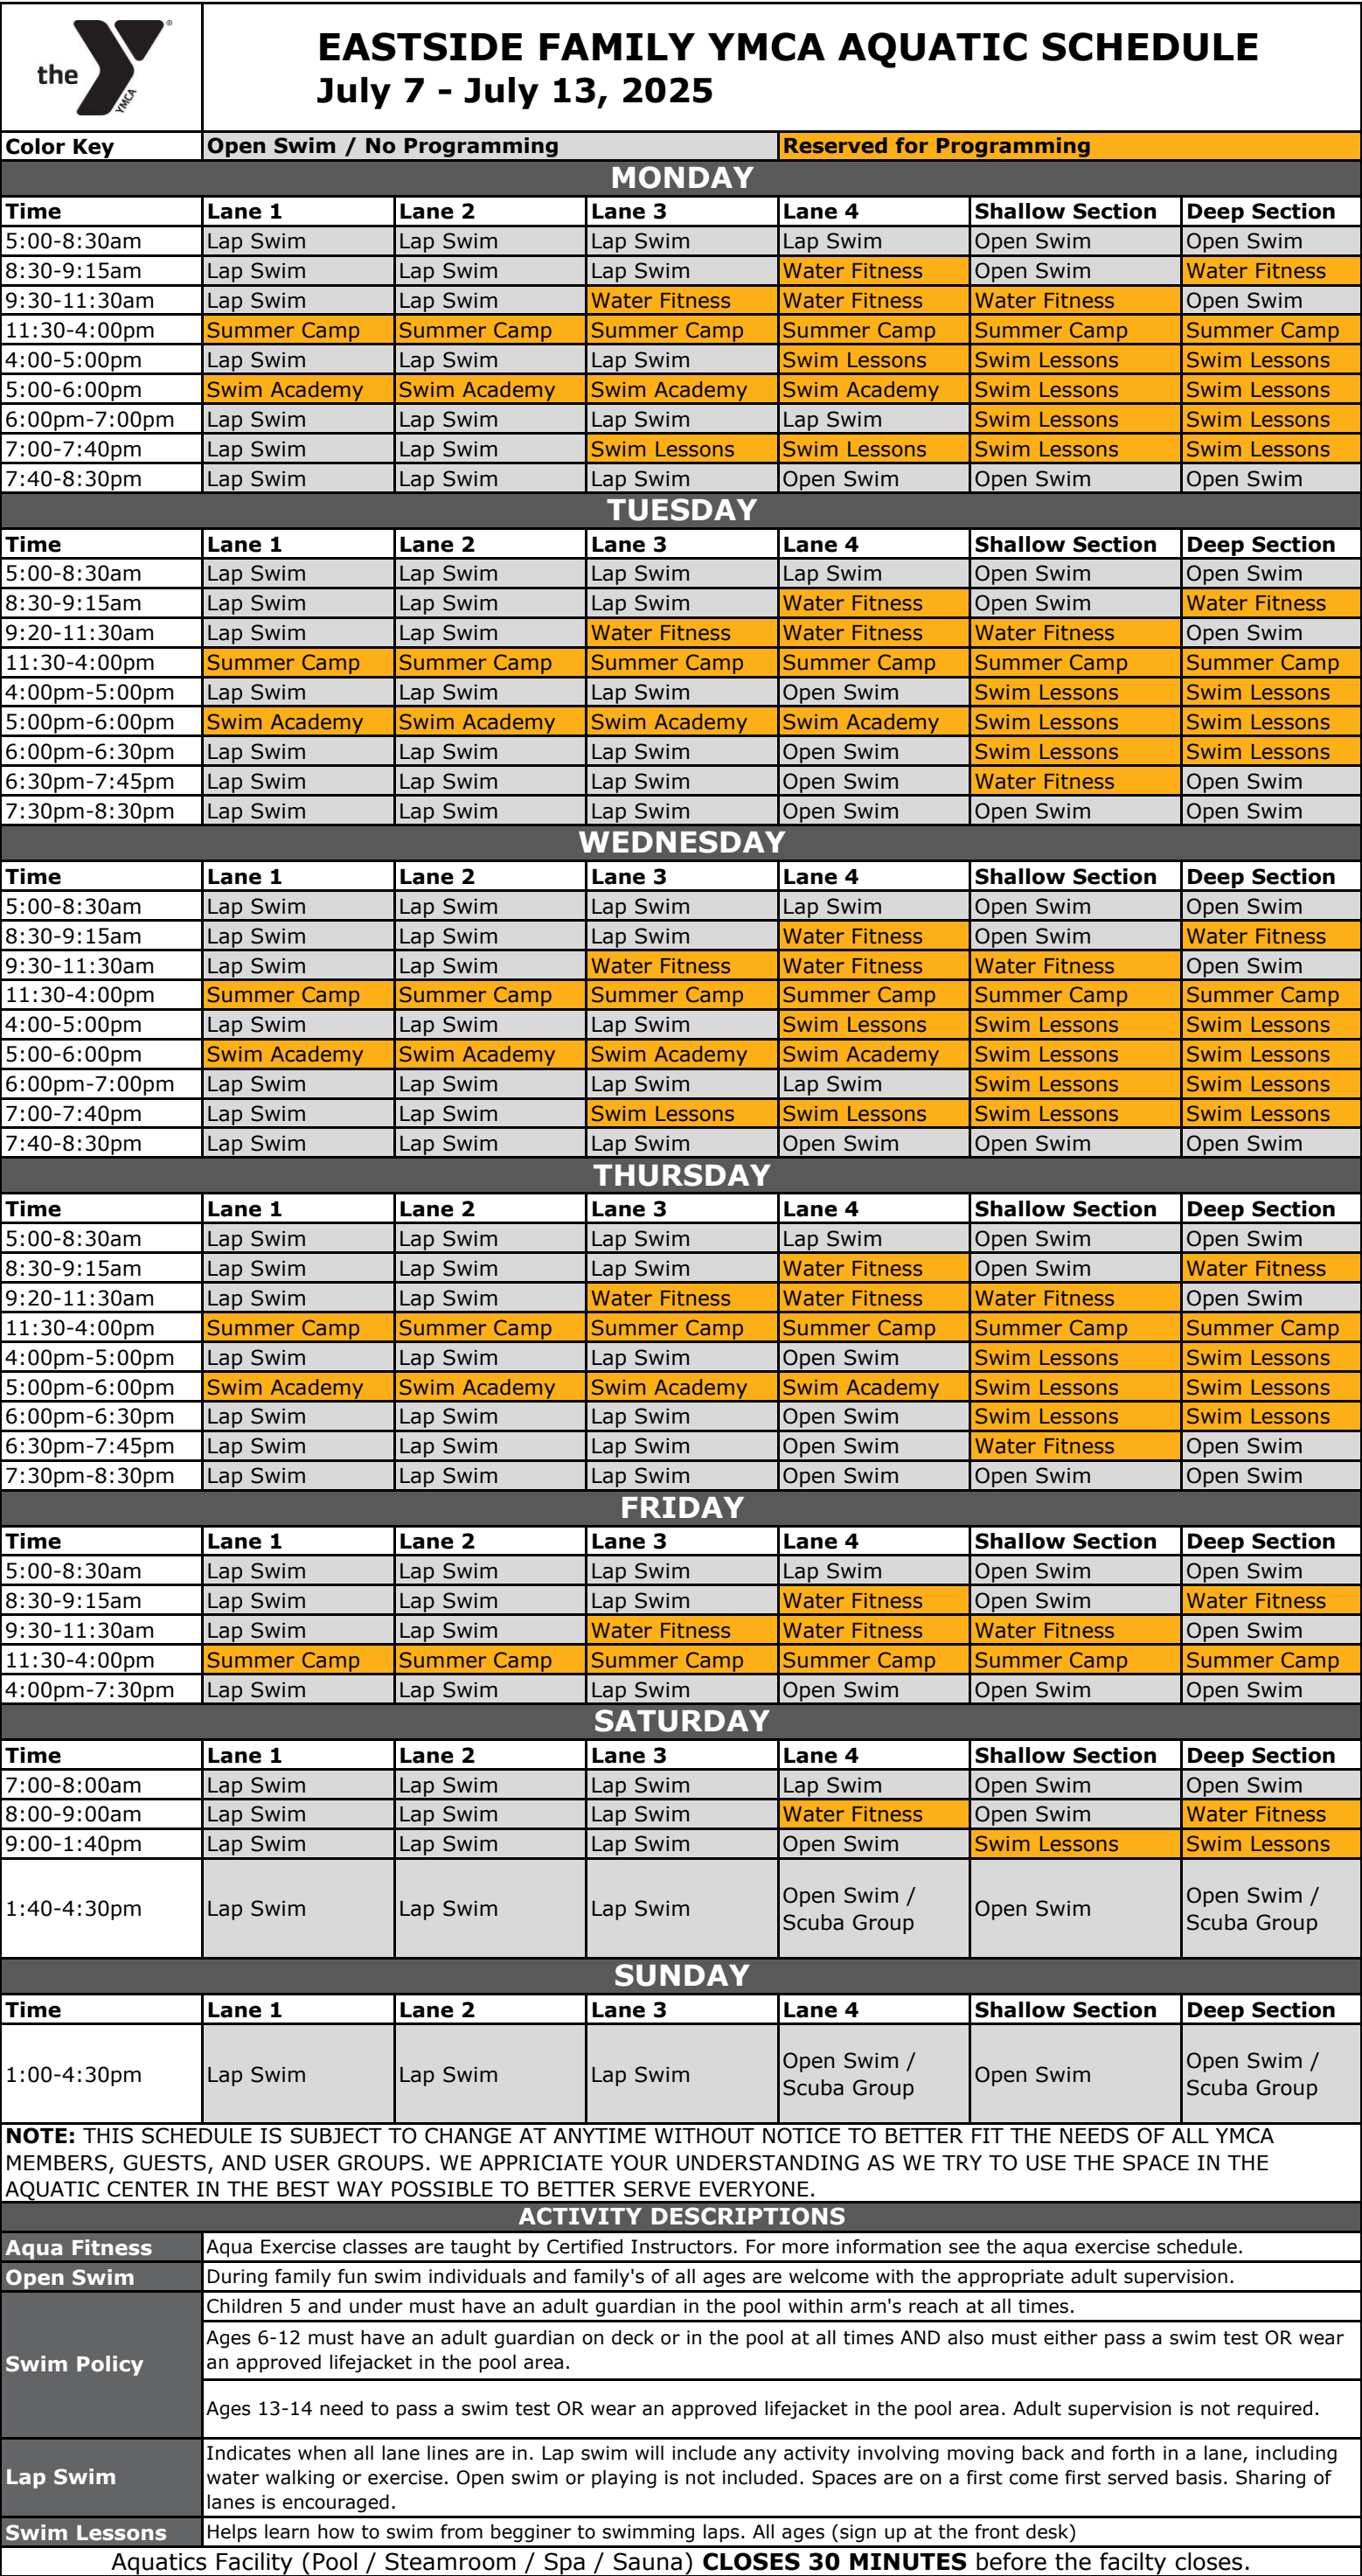 the
YMCA
®
EASTSIDE FAMILY YMCA AQUATIC SCHEDULE
July 7 - July 13, 2025
Color Key Open Swim / No Programming Reserved for Programming
MONDAY
Time Lane 1 Lane 2 Lane 3 Lane 4 Shallow Section Deep Section
5:00-8:30am Lap Swim Lap Swim Lap Swim Lap Swim Open Swim Open Swim
8:30-9:15am Lap Swim Lap Swim Lap Swim Water Fitness Open Swim Water Fitness
9:30-11:30am Lap Swim Lap Swim Water Fitness Water Fitness Water Fitness Open Swim
11:30-4:00pm Summer Camp Summer Camp Summer Camp Summer Camp Summer Camp Summer Camp
4:00-5:00pm Lap Swim Lap Swim Lap Swim Swim Lessons Swim Lessons Swim Lessons
5:00-6:00pm Swim Academy Swim Academy Swim Academy Swim Academy Swim Lessons Swim Lessons
6:00pm-7:00pm Lap Swim Lap Swim Lap Swim Lap Swim Swim Lessons Swim Lessons
7:00-7:40pm Lap Swim Lap Swim Swim Lessons Swim Lessons Swim Lessons Swim Lessons
7:40-8:30pm Lap Swim Lap Swim Lap Swim Open Swim Open Swim Open Swim
TUESDAY
Time Lane 1 Lane 2 Lane 3 Lane 4 Shallow Section Deep Section
5:00-8:30am Lap Swim Lap Swim Lap Swim Lap Swim Open Swim Open Swim
8:30-9:15am Lap Swim Lap Swim Lap Swim Water Fitness Open Swim Water Fitness
9:20-11:30am Lap Swim Lap Swim Water Fitness Water Fitness Water Fitness Open Swim
11:30-4:00pm Summer Camp Summer Camp Summer Camp Summer Camp Summer Camp Summer Camp
4:00pm-5:00pm Lap Swim Lap Swim Lap Swim Open Swim Swim Lessons Swim Lessons
5:00pm-6:00pm Swim Academy Swim Academy Swim Academy Swim Academy Swim Lessons Swim Lessons
6:00pm-6:30pm Lap Swim Lap Swim Lap Swim Open Swim Swim Lessons Swim Lessons
6:30pm-7:45pm Lap Swim Lap Swim Lap Swim Open Swim Water Fitness Open Swim
7:30pm-8:30pm Lap Swim Lap Swim Lap Swim Open Swim Open Swim Open Swim
WEDNESDAY
Time Lane 1 Lane 2 Lane 3 Lane 4 Shallow Section Deep Section
5:00-8:30am Lap Swim Lap Swim Lap Swim Lap Swim Open Swim Open Swim
8:30-9:15am Lap Swim Lap Swim Lap Swim Water Fitness Open Swim Water Fitness
9:30-11:30am Lap Swim Lap Swim Water Fitness Water Fitness Water Fitness Open Swim
11:30-4:00pm Summer Camp Summer Camp Summer Camp Summer Camp Summer Camp Summer Camp
4:00-5:00pm Lap Swim Lap Swim Lap Swim Swim Lessons Swim Lessons Swim Lessons
5:00-6:00pm Swim Academy Swim Academy Swim Academy Swim Academy Swim Lessons Swim Lessons
6:00pm-7:00pm Lap Swim Lap Swim Lap Swim Lap Swim Swim Lessons Swim Lessons
7:00-7:40pm Lap Swim Lap Swim Swim Lessons Swim Lessons Swim Lessons Swim Lessons
7:40-8:30pm Lap Swim Lap Swim Lap Swim Open Swim Open Swim Open Swim
THURSDAY
Time Lane 1 Lane 2 Lane 3 Lane 4 Shallow Section Deep Section
5:00-8:30am Lap Swim Lap Swim Lap Swim Lap Swim Open Swim Open Swim
8:30-9:15am Lap Swim Lap Swim Lap Swim Water Fitness Open Swim Water Fitness
9:20-11:30am Lap Swim Lap Swim Water Fitness Water Fitness Water Fitness Open Swim
11:30-4:00pm Summer Camp Summer Camp Summer Camp Summer Camp Summer Camp Summer Camp
4:00pm-5:00pm Lap Swim Lap Swim Lap Swim Open Swim Swim Lessons Swim Lessons
5:00pm-6:00pm Swim Academy Swim Academy Swim Academy Swim Academy Swim Lessons Swim Lessons
6:00pm-6:30pm Lap Swim Lap Swim Lap Swim Open Swim Swim Lessons Swim Lessons
6:30pm-7:45pm Lap Swim Lap Swim Lap Swim Open Swim Water Fitness Open Swim
7:30pm-8:30pm Lap Swim Lap Swim Lap Swim Open Swim Open Swim Open Swim
FRIDAY
Time Lane 1 Lane 2 Lane 3 Lane 4 Shallow Section Deep Section
5:00-8:30am Lap Swim Lap Swim Lap Swim Lap Swim Open Swim Open Swim
8:30-9:15am Lap Swim Lap Swim Lap Swim Water Fitness Open Swim Water Fitness
9:30-11:30am Lap Swim Lap Swim Water Fitness Water Fitness Water Fitness Open Swim
11:30-4:00pm Summer Camp Summer Camp Summer Camp Summer Camp Summer Camp Summer Camp
4:00pm-7:30pm Lap Swim Lap Swim Lap Swim Open Swim Open Swim Open Swim
SATURDAY
Time Lane 1 Lane 2 Lane 3 Lane 4 Shallow Section Deep Section
7:00-8:00am Lap Swim Lap Swim Lap Swim Lap Swim Open Swim Open Swim
8:00-9:00am Lap Swim Lap Swim Lap Swim Water Fitness Open Swim Water Fitness
9:00-1:40pm Lap Swim Lap Swim Lap Swim Open Swim Swim Lessons Swim Lessons
1:40-4:30pm Lap Swim Lap Swim Lap Swim Open Swim / Scuba Group Open Swim Open Swim / Scuba Group
SUNDAY
Time Lane 1 Lane 2 Lane 3 Lane 4 Shallow Section Deep Section
1:00-4:30pm Lap Swim Lap Swim Lap Swim Open Swim / Scuba Group Open Swim Open Swim / Scuba Group
NOTE: THIS SCHEDULE IS SUBJECT TO CHANGE AT ANYTIME WITHOUT NOTICE TO BETTER FIT THE NEEDS OF ALL YMCA
MEMBERS, GUESTS, AND USER GROUPS. WE APPRICIATE YOUR UNDERSTANDING AS WE TRY TO USE THE SPACE IN THE
AQUATIC CENTER IN THE BEST WAY POSSIBLE TO BETTER SERVE EVERYONE.
ACTIVITY DESCRIPTIONS
Aqua Fitness Aqua Exercise classes are taught by Certified Instructors. For more information see the aqua exercise schedule.
Open Swim During family fun swim individuals and family's of all ages are welcome with the appropriate adult supervision.
Swim Policy
Children 5 and under must have an adult guardian in the pool within arm's reach at all times.
Ages 6-12 must have an adult guardian on deck or in the pool at all times AND also must either pass a swim test OR wear
an approved lifejacket in the pool area.
Ages 13-14 need to pass a swim test OR wear an approved lifejacket in the pool area. Adult supervision is not required.
Lap Swim
Indicates when all lane lines are in. Lap swim will include any activity involving moving back and forth in a lane, including
water walking or exercise. Open swim or playing is not included. Spaces are on a first come first served basis. Sharing of
lanes is encouraged.
Swim Lessons Helps learn how to swim from begginer to swimming laps. All ages (sign up at the front desk)
Aquatics Facility (Pool / Steamroom / Spa / Sauna) CLOSES 30 MINUTES before the facilty closes.